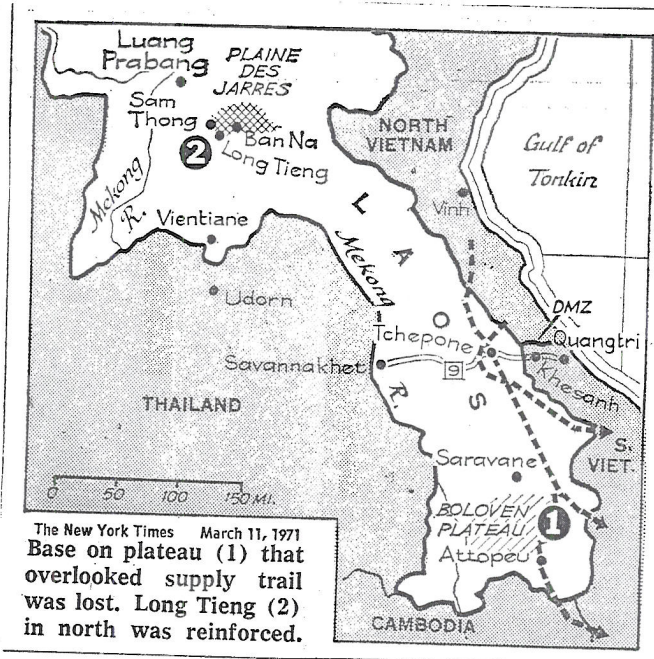 Luang
Prabang
PLAINE
DES
JARRES
Sam
Thong
Ban Na
2
Long Tieng
NORTH
VIETNAM
Gulf of
Tonkin
Mekong
R.
Vientiane
Vinh
LAOS
Mekong
R.
Udorn
DMZ
Tchepone
Quangtri
Savannakhet
9
Khesanh
THAILAND
S.
VIET.
Saravane
0 50 100 150 MI.
BOLOVEN
PLATEAU
1
Attopeu
CAMBODIA
The New York Times March 11, 1971
Base on plateau (1) that
overlooked supply trail
was lost. Long Tieng (2)
in north was reinforced.